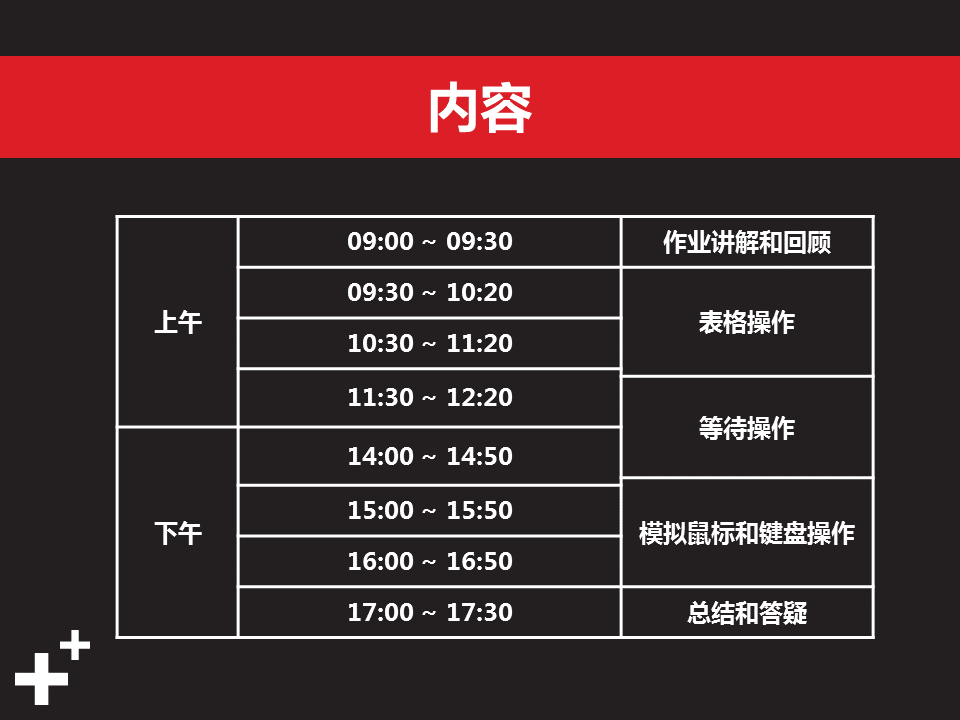 内容
上午
09:00 ~ 09:30
作业讲解和回顾
09:30 ~ 10:20
表格操作
10:30 ~ 11:20
11:30 ~ 12:20
等待操作
下午
14:00 ~ 14:50
15:00 ~ 15:50
模拟鼠标和键盘操作
16:00 ~ 16:50
17:00 ~ 17:30
总结和答疑